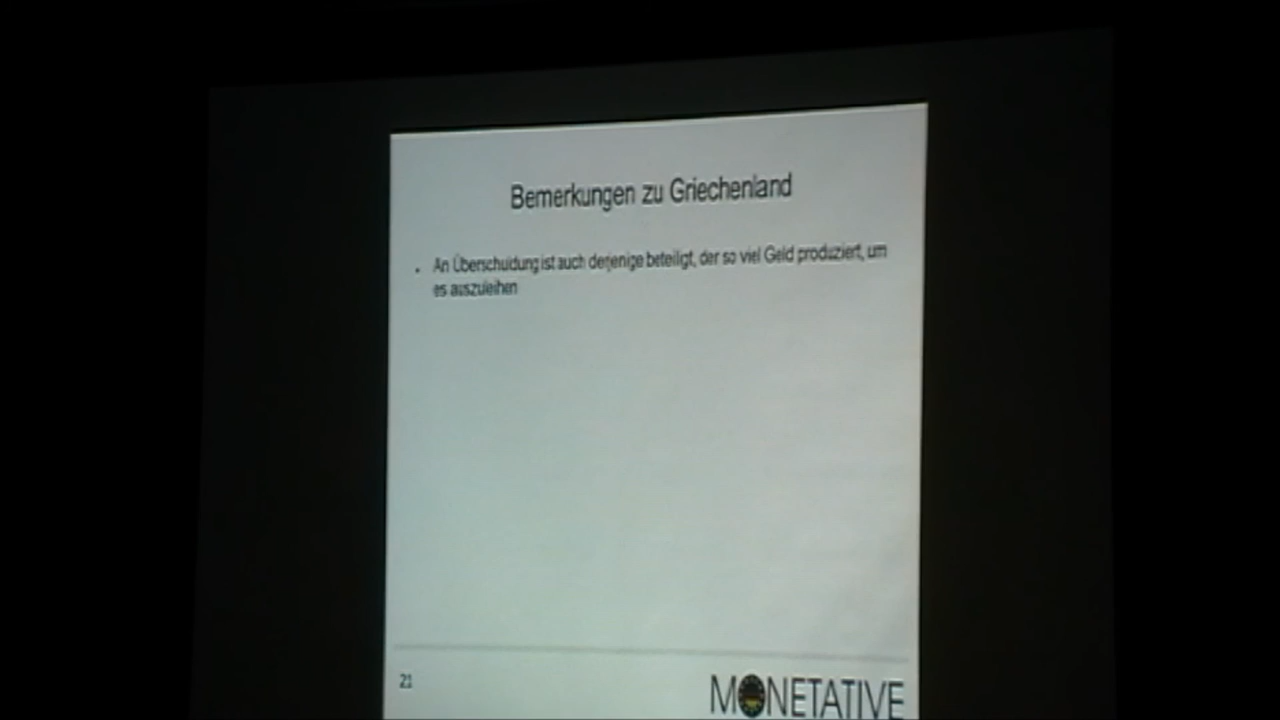 Bemerkungen zu Griechenland
• An Überschuldung ist auch derjenige beteiligt, der so viel Geld produziert, um
es auszuleihen
21
MONETATIVE